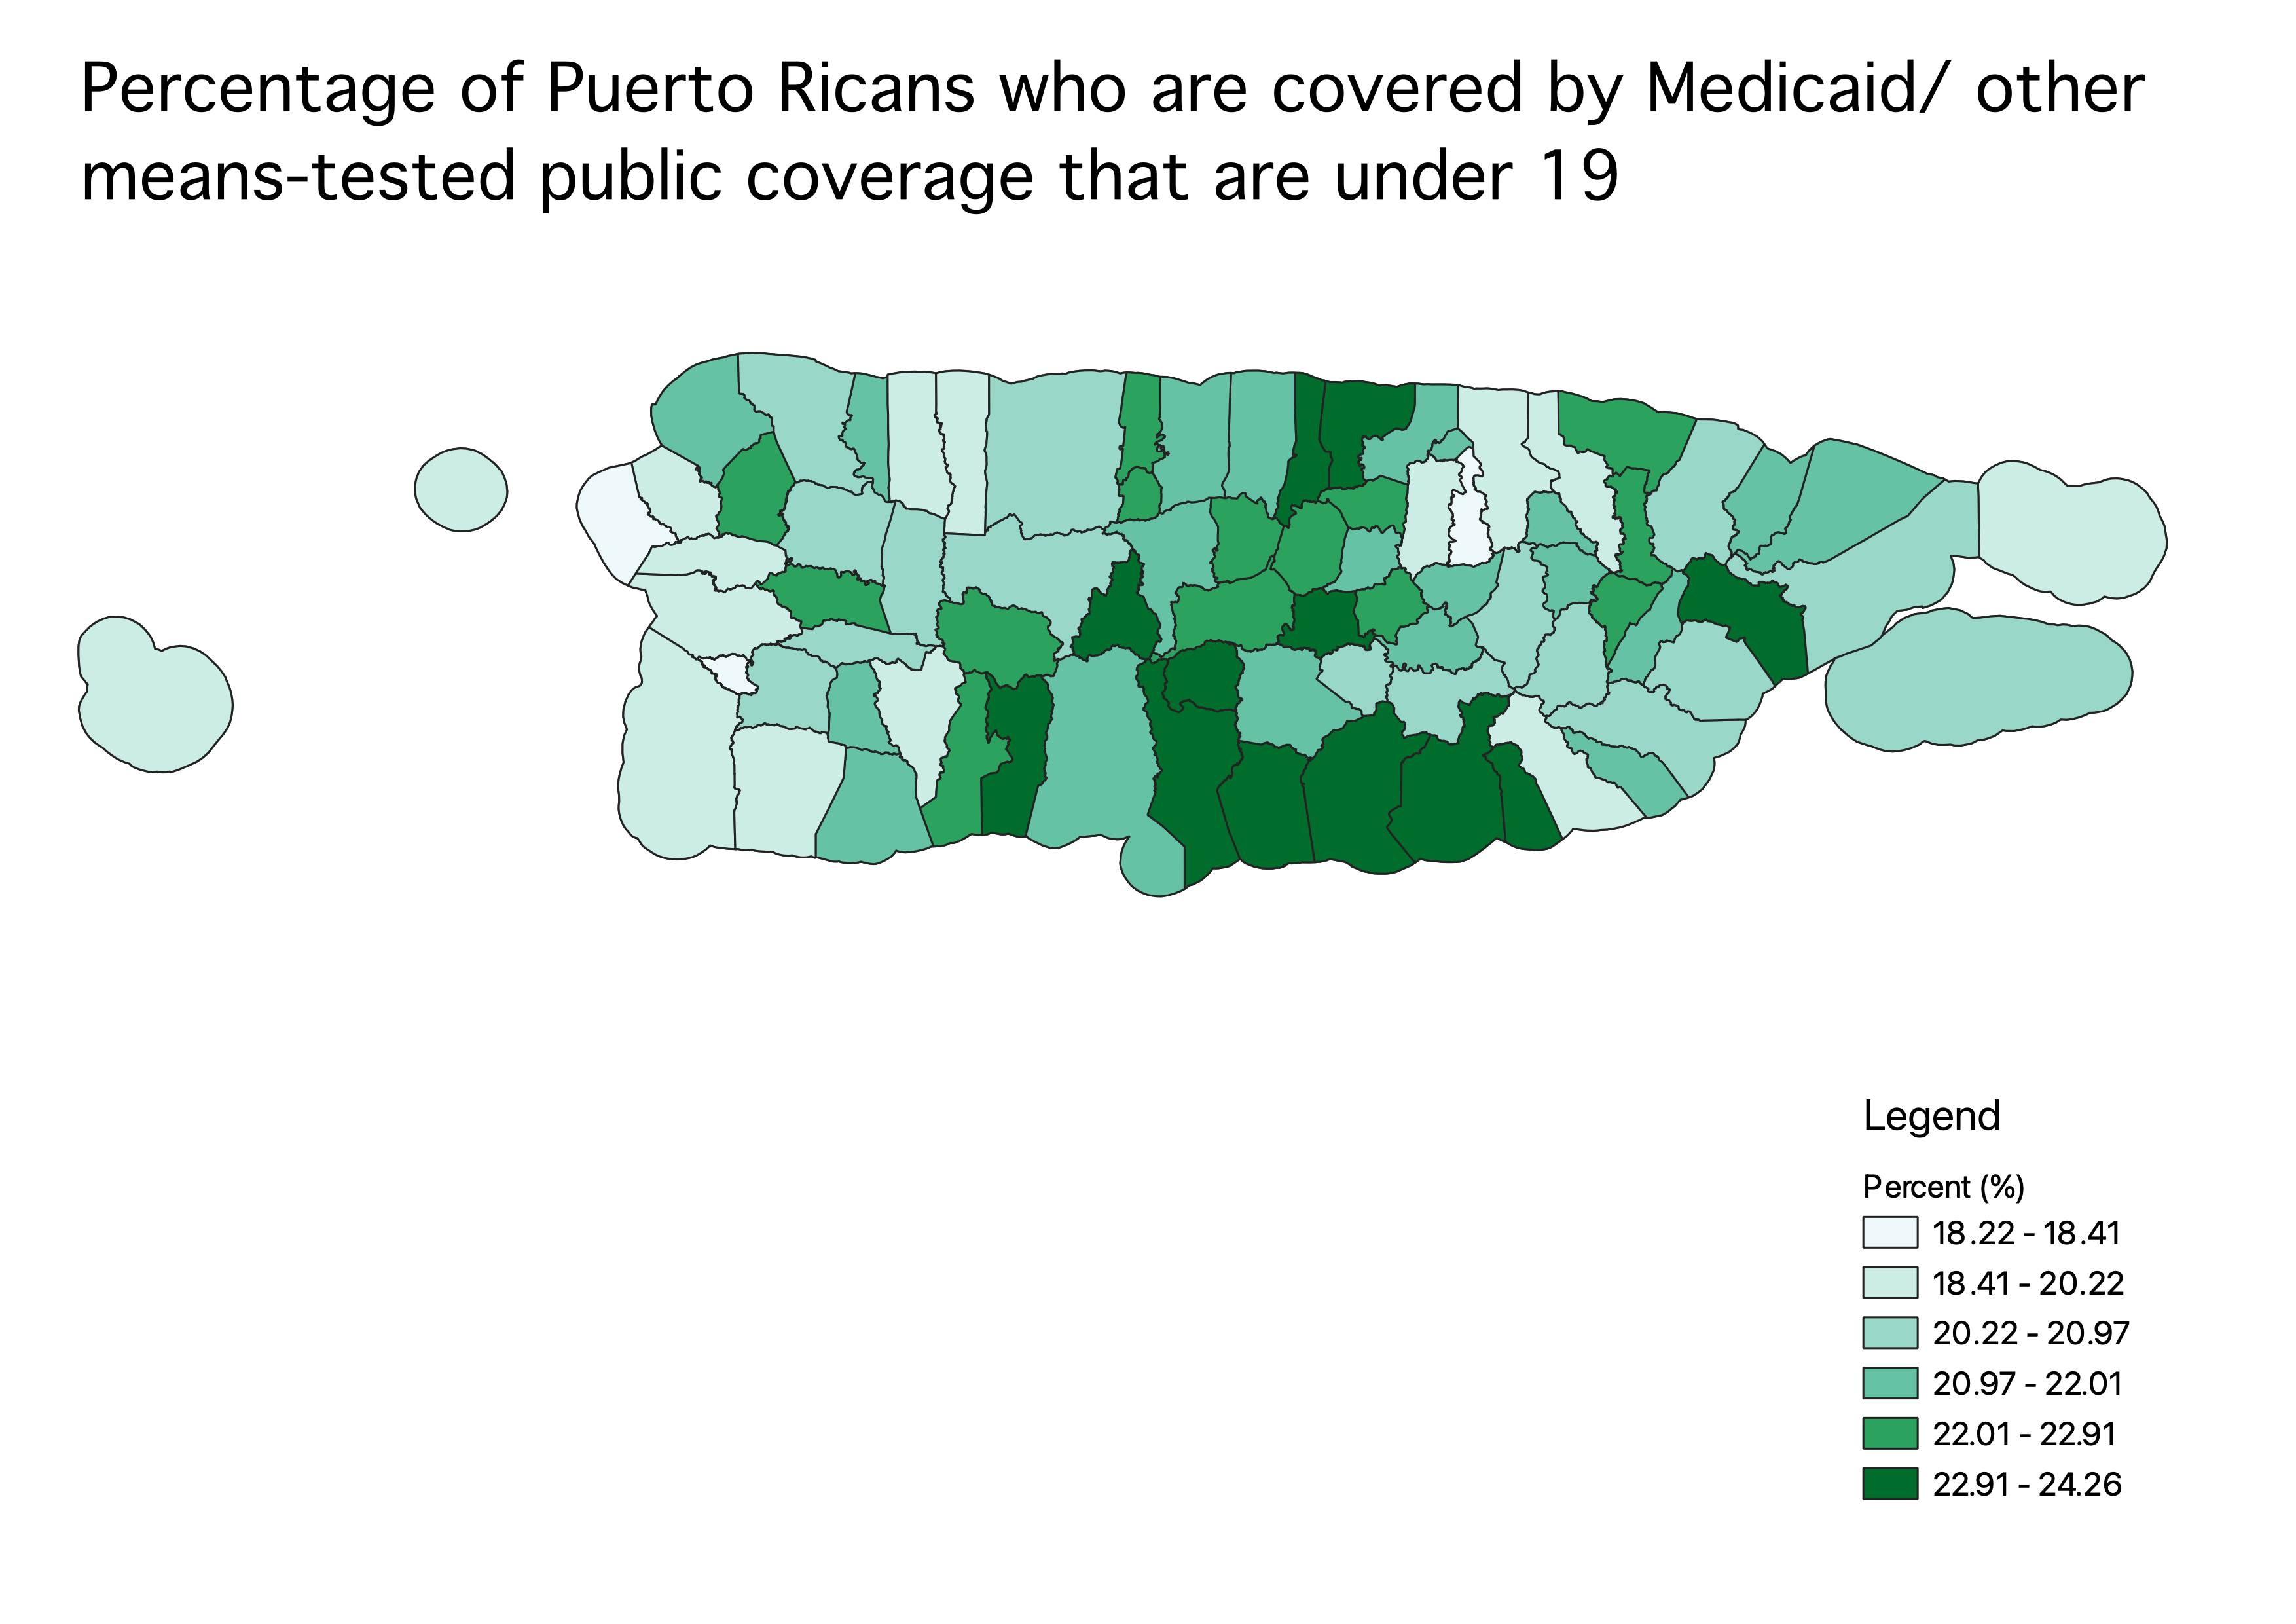 Percentage of Puerto Ricans who are covered by Medicaid/ other
means-tested public coverage that are under 19
Legend
Percent (%)
18.22 - 18.41
18.41 - 20.22
20.22 - 20.97
20.97 - 22.01
22.01 - 22.91
22.91 - 24.26